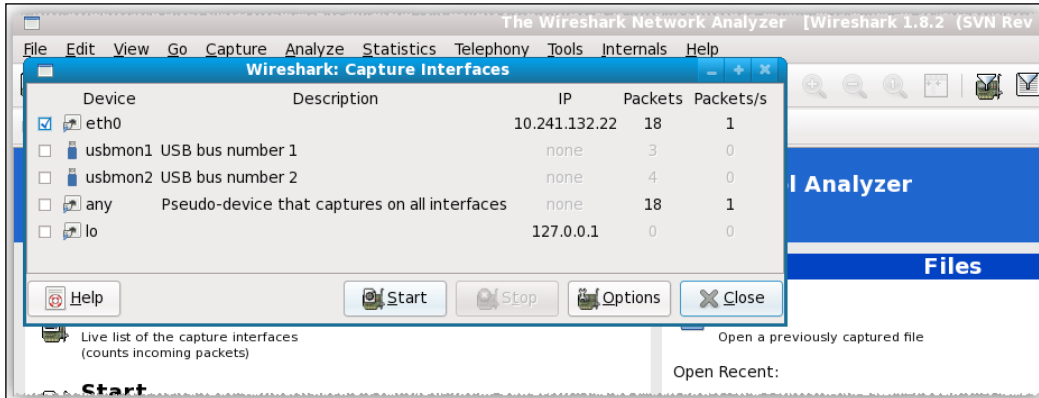 The Wireshark Network Analyzer [Wireshark 1.8.2 (SVN Rev
File Edit View Go Capture Analyze Statistics Telephony Tools Internals Help
Wireshark: Capture Interfaces
Device Description IP Packets Packets/s
eth0 10.241.132.22 18 1
usbmon1 USB bus number 1 none 3 0
usbmon2 USB bus number 2 none 4 0
any Pseudo-device that captures on all interfaces none 18 1
lo 127.0.0.1 0 0
Help Start Stop Options Close
l Analyzer
Files
Live list of the capture interfaces
(counts incoming packets)
Start
Open a previously captured file
Open Recent: